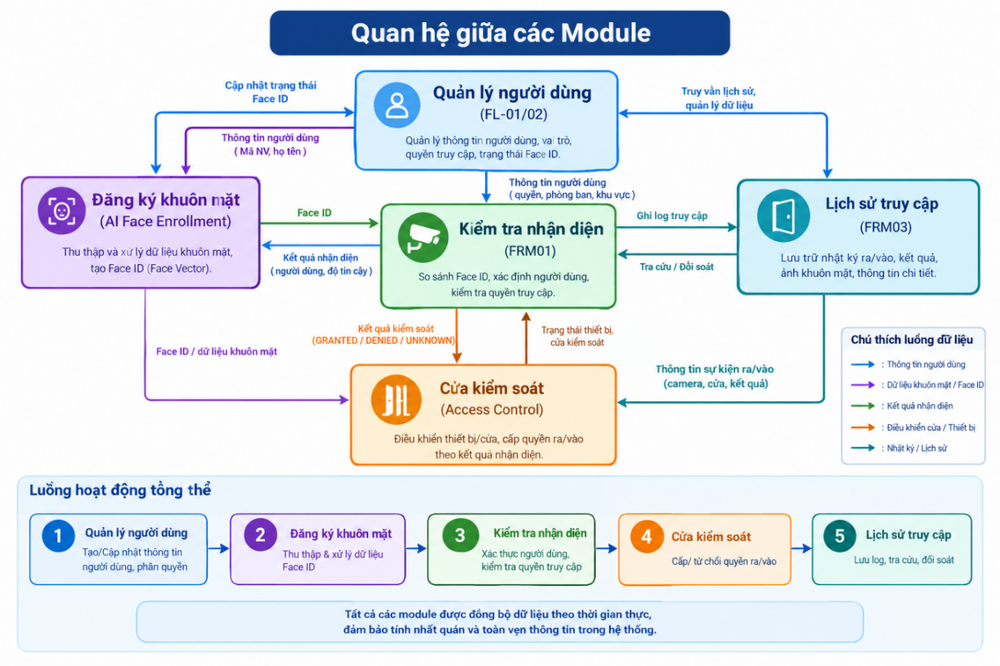 Quan hệ giữa các Module
Cập nhật trạng thái
Face ID
Quản lý người dùng
(FL-01/02)
Quản lý thông tin người dùng, vai trò,
quyền truy cập, trạng thái Face ID.
Truy vấn lịch sử,
quản lý dữ liệu
Thông tin người dùng
( Mã NV, họ tên )
Thông tin người dùng
( quyền, phòng ban, khu vực )
Đăng ký khuôn mặt
(AI Face Enrollment)
Thu thập và xử lý dữ liệu khuôn mặt,
tạo Face ID (Face Vector).
Face ID
Kết quả nhận diện
( người dùng, độ tin cậy )
Kiểm tra nhận diện
(FRM01)
So sánh Face ID, xác định người dùng,
kiểm tra quyền truy cập.
Ghi log truy cập
Tra cứu / Đối soát
Lịch sử truy cập
(FRM03)
Lưu trữ nhật ký ra/vào, kết quả,
ảnh khuôn mặt, thông tin chi tiết.
Kết quả kiểm soát
(GRANTED / DENIED / UNKNOWN)
Trạng thái thiết bị,
cửa kiểm soát
Face ID / dữ liệu khuôn mặt
Thông tin sự kiện ra/vào
(camera, cửa, kết quả)
Cửa kiểm soát
(Access Control)
Điều khiển thiết bị/cửa, cấp quyền ra/vào
theo kết quả nhận diện.
Chú thích luồng dữ liệu
: Thông tin người dùng
: Dữ liệu khuôn mặt / Face ID
: Kết quả nhận diện
: Điều khiển cửa / Thiết bị
: Nhật ký / Lịch sử
Luồng hoạt động tổng thể
1
Quản lý người dùng
Tạo/Cập nhật thông tin
người dùng, phân quyền
2
Đăng ký khuôn mặt
Thu thập & xử lý dữ liệu
Face ID
3
Kiểm tra nhận diện
Xác thực người dùng,
kiểm tra quyền truy cập
4
Cửa kiểm soát
Cấp/ từ chối quyền ra/vào
5
Lịch sử truy cập
Lưu log, tra cứu, đối soát
Tất cả các module được đồng bộ dữ liệu theo thời gian thực,
đảm bảo tính nhất quán và toàn vẹn thông tin trong hệ thống.